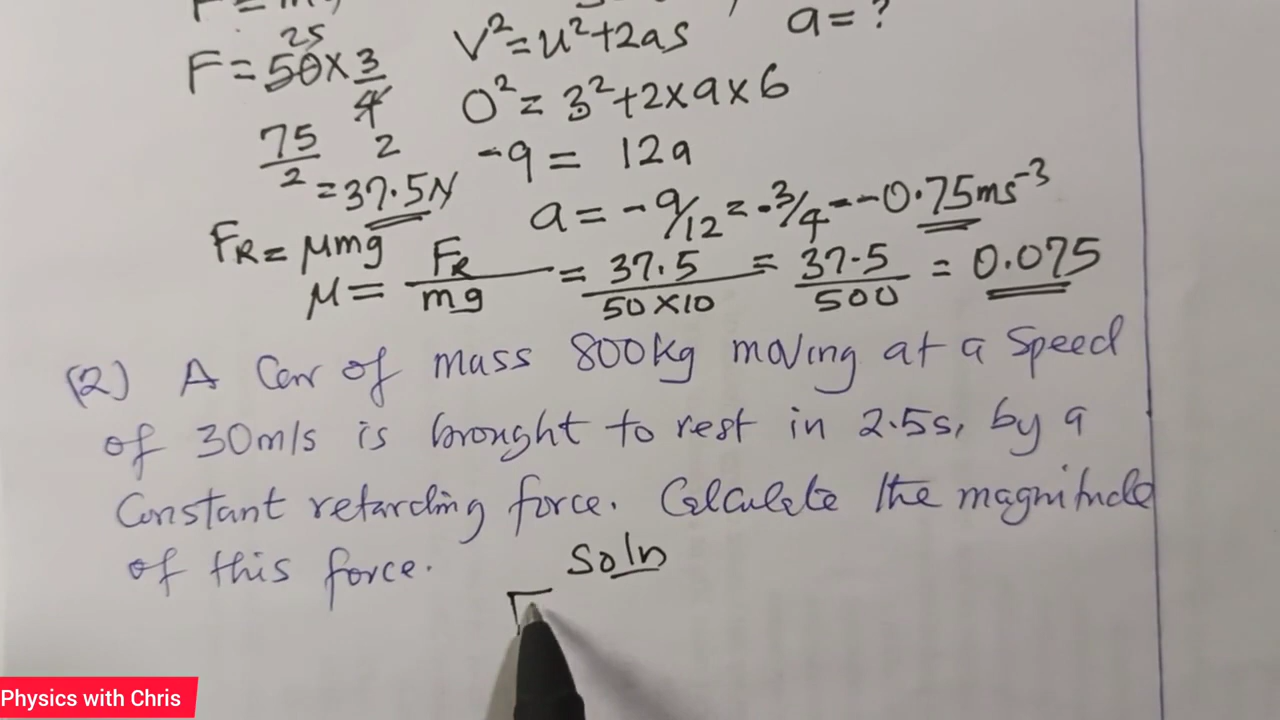 F = 50 × 3/4
25
2
75/2 = 37.5N
V² = u² + 2as
a = ?
0² = 3² + 2×a×6
-9 = 12a
a = -9/12 = -3/4 = -0.75ms⁻³
FR = μmg
μ = FR/mg = 37.5/50×10 = 37.5/500 = 0.075
(2) A Car of mass 800kg moving at a speed
of 30m/s is brought to rest in 2.5s, by a
Constant retarding force. Calculate the magnitude
of this force.
Soln
Physics with Chris